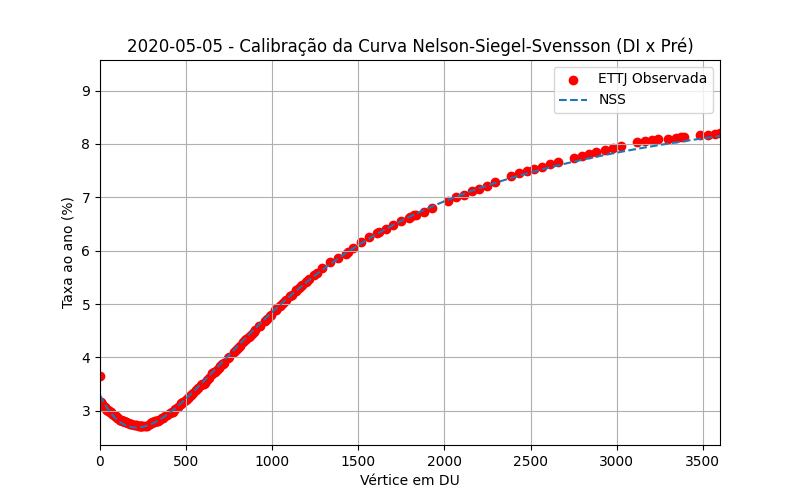 2020-05-05 - Calibração da Curva Nelson-Siegel-Svensson (DI x Pré)
ETTJ Observada
NSS
Taxa ao ano (%)
9
8
7
6
5
4
3
0 500 1000 1500 2000 2500 3000 3500
Vértice em DU